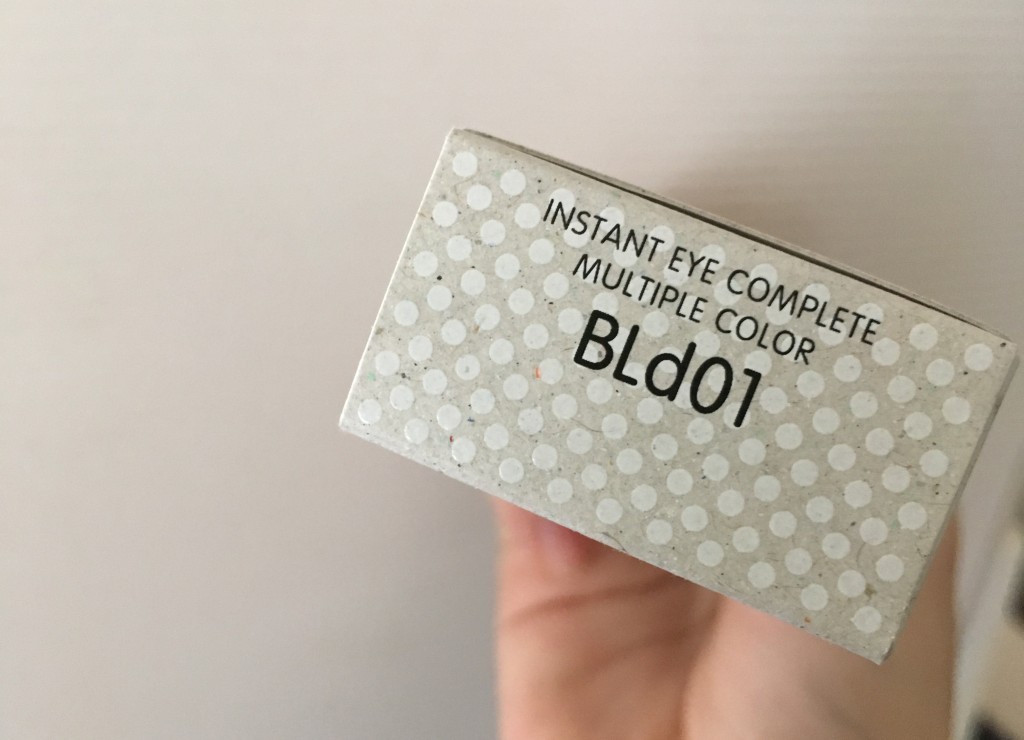 INSTANT EYE COMPLETE
MULTIPLE COLOR
BLd01